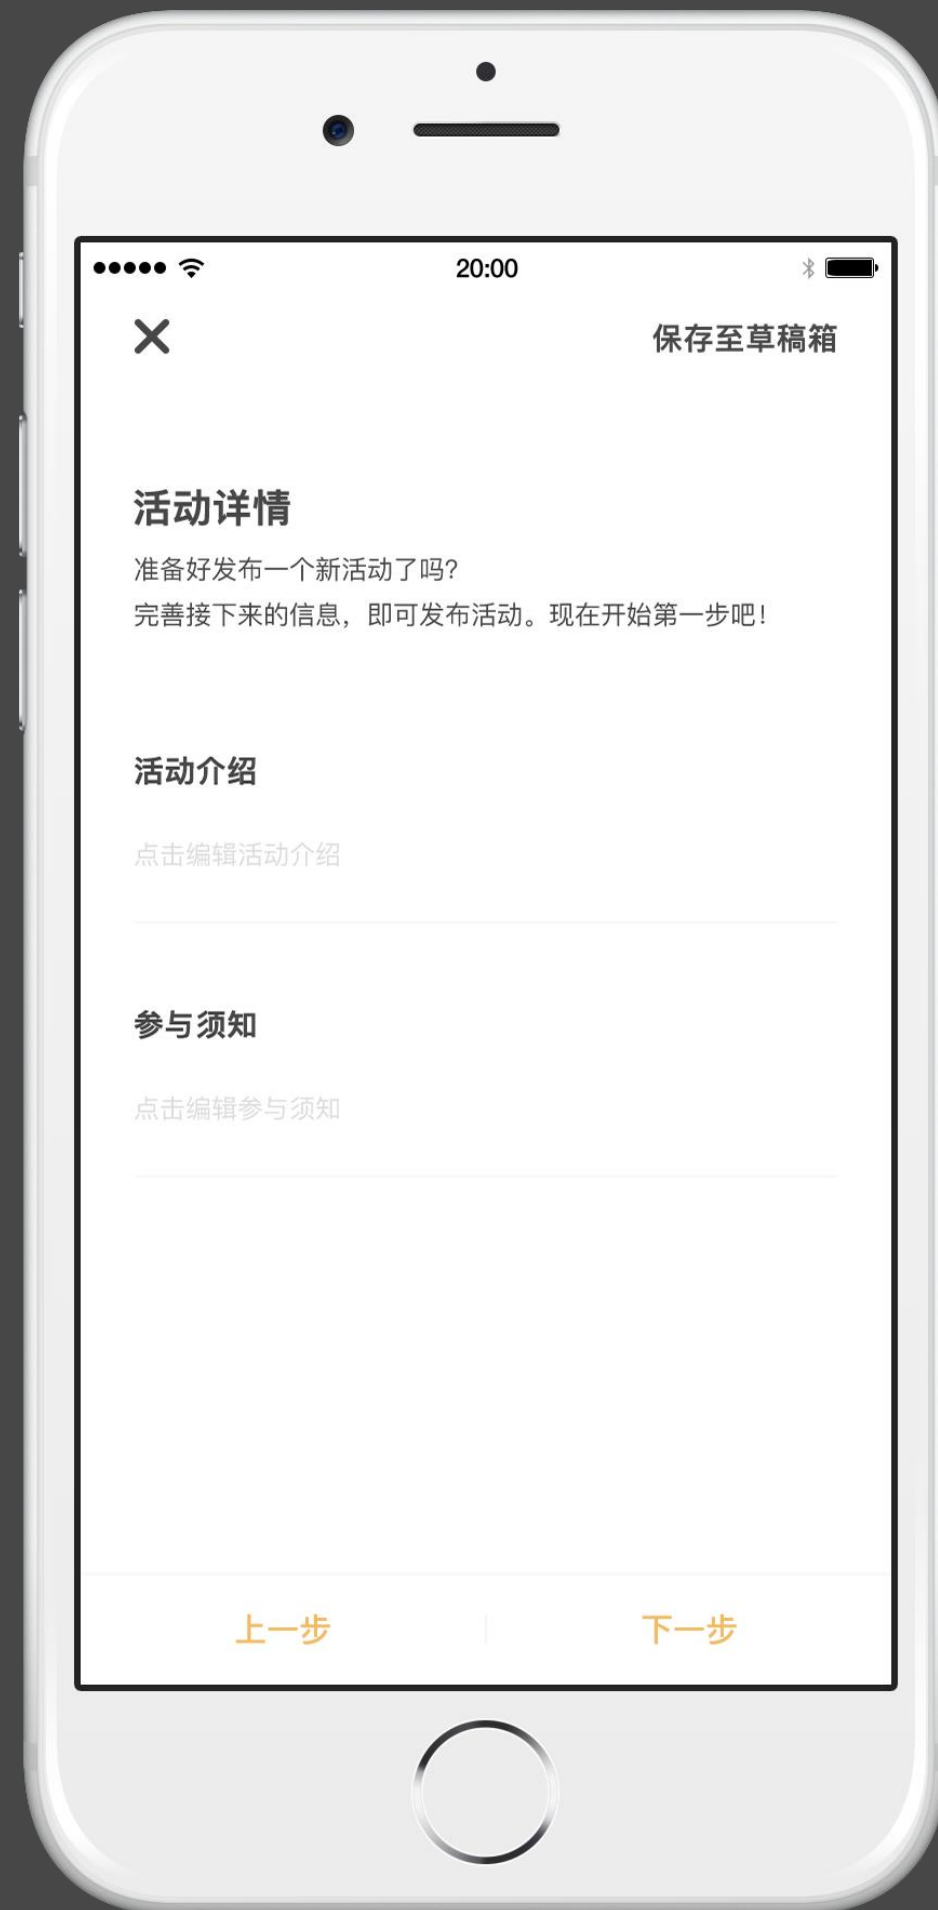 20:00
保存至草稿箱
活动详情
准备好发布一个新活动了吗?
完善接下来的信息，即可发布活动。现在开始第一步吧!
活动介绍
点击编辑活动介绍
参与须知
点击编辑参与须知
上一步
下一步